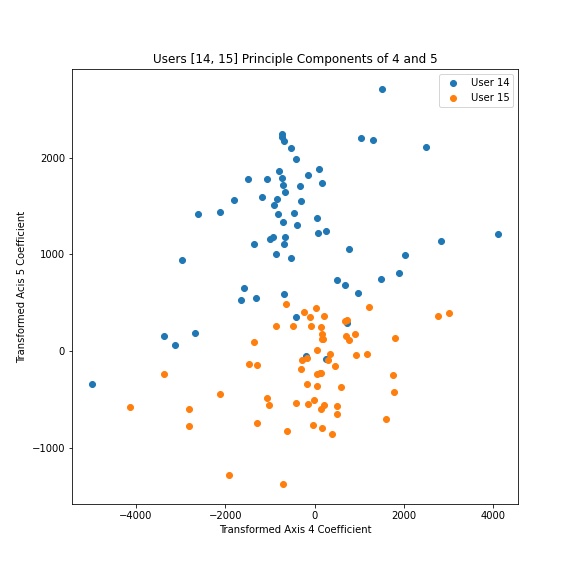 Users [14, 15] Principle Components of 4 and 5
User 14
User 15
Transformed Acis 5 Coefficient
2000
1000
0
−1000
−4000
−2000
0
2000
4000
Transformed Axis 4 Coefficient